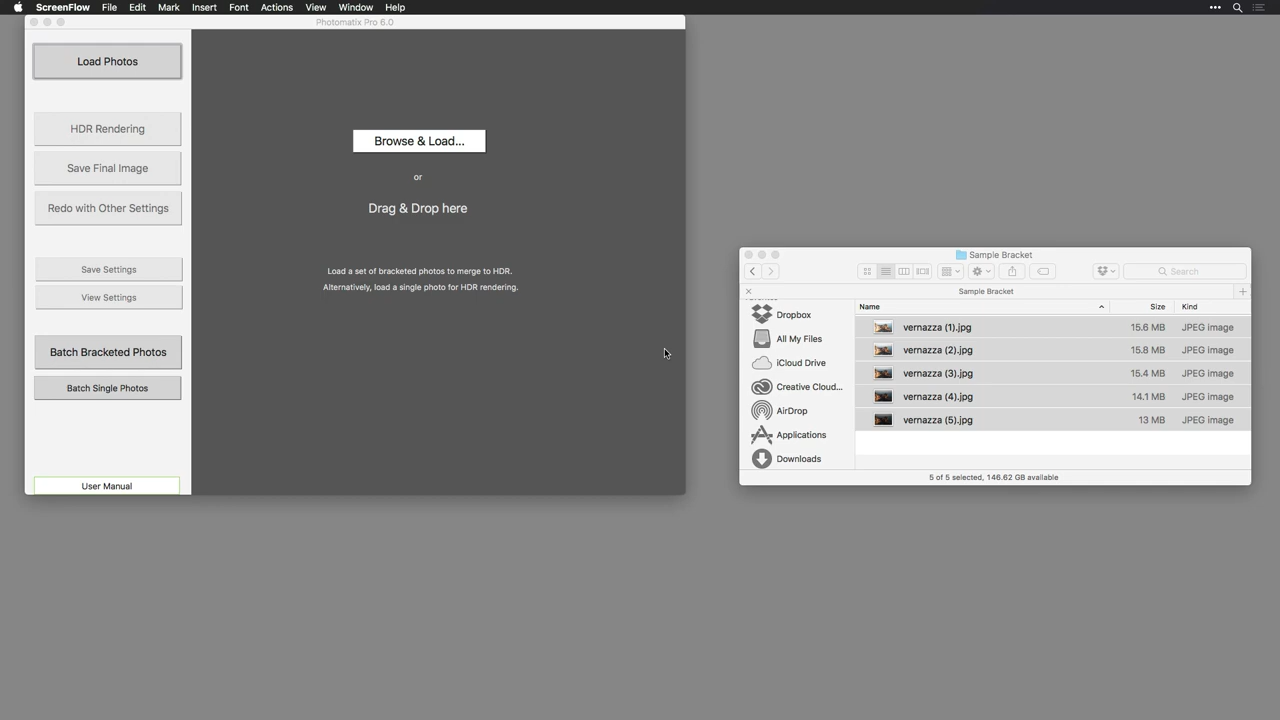 ScreenFlow File Edit Mark Insert Font Actions View Window Help
Photomatix Pro 6.0
Load Photos
HDR Rendering
Save Final Image
Redo with Other Settings
Save Settings
View Settings
Batch Bracketed Photos
Batch Single Photos
User Manual
Browse & Load...
or
Drag & Drop here
Load a set of bracketed photos to merge to HDR.
Alternatively, load a single photo for HDR rendering.
Sample Bracket
Search
Sample Bracket
Dropbox
All My Files
iCloud Drive
Creative Cloud...
AirDrop
Applications
Downloads
Name Size Kind
vernazza (1).jpg 15.6 MB JPEG image
vernazza (2).jpg 15.8 MB JPEG image
vernazza (3).jpg 15.4 MB JPEG image
vernazza (4).jpg 14.1 MB JPEG image
vernazza (5).jpg 13 MB JPEG image
5 of 5 selected, 146.62 GB available